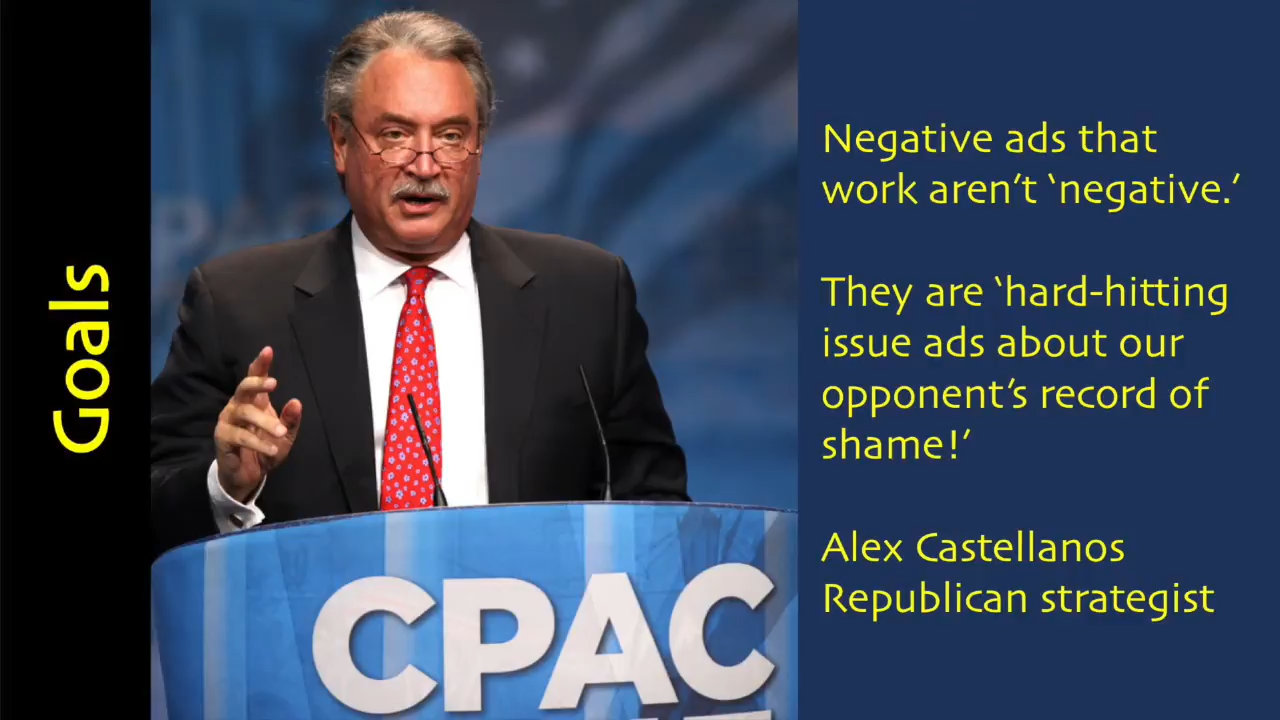 Goals
Negative ads that
work aren't ‘negative.’
They are ‘hard-hitting
issue ads about our
opponent's record of
shame!’
Alex Castellanos
Republican strategist
CPAC